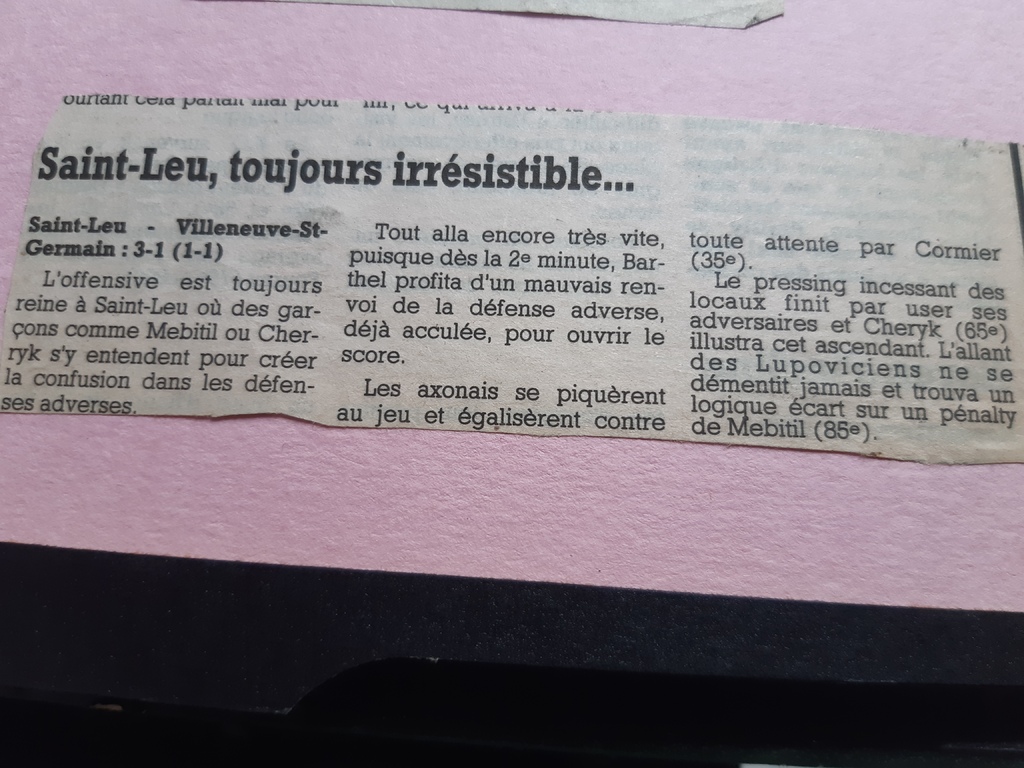 ourtant cela partait mal pour
Saint-Leu, toujours irrésistible...
Saint-Leu - Villeneuve-St-
Germain : 3-1 (1-1)
L'offensive est toujours
reine à Saint-Leu où des gar-
çons comme Mebitil ou Cher-
ryk s'y entendent pour créer
la confusion dans les défen-
ses adverses.
Tout alla encore très vite,
puisque dès la 2e minute, Bar-
thel profita d'un mauvais ren-
voi de la défense adverse,
déjà acculée, pour ouvrir le
score.
Les axonais se piquèrent
au jeu et égalisèrent contre
toute attente par Cormier
(35e).
Le pressing incessant des
locaux finit par user ses
adversaires et Cheryk (65e)
illustra cet ascendant. L'allant
des Lupoviciens ne se
démentit jamais et trouva un
logique écart sur un pénalty
de Mebitil (85e).